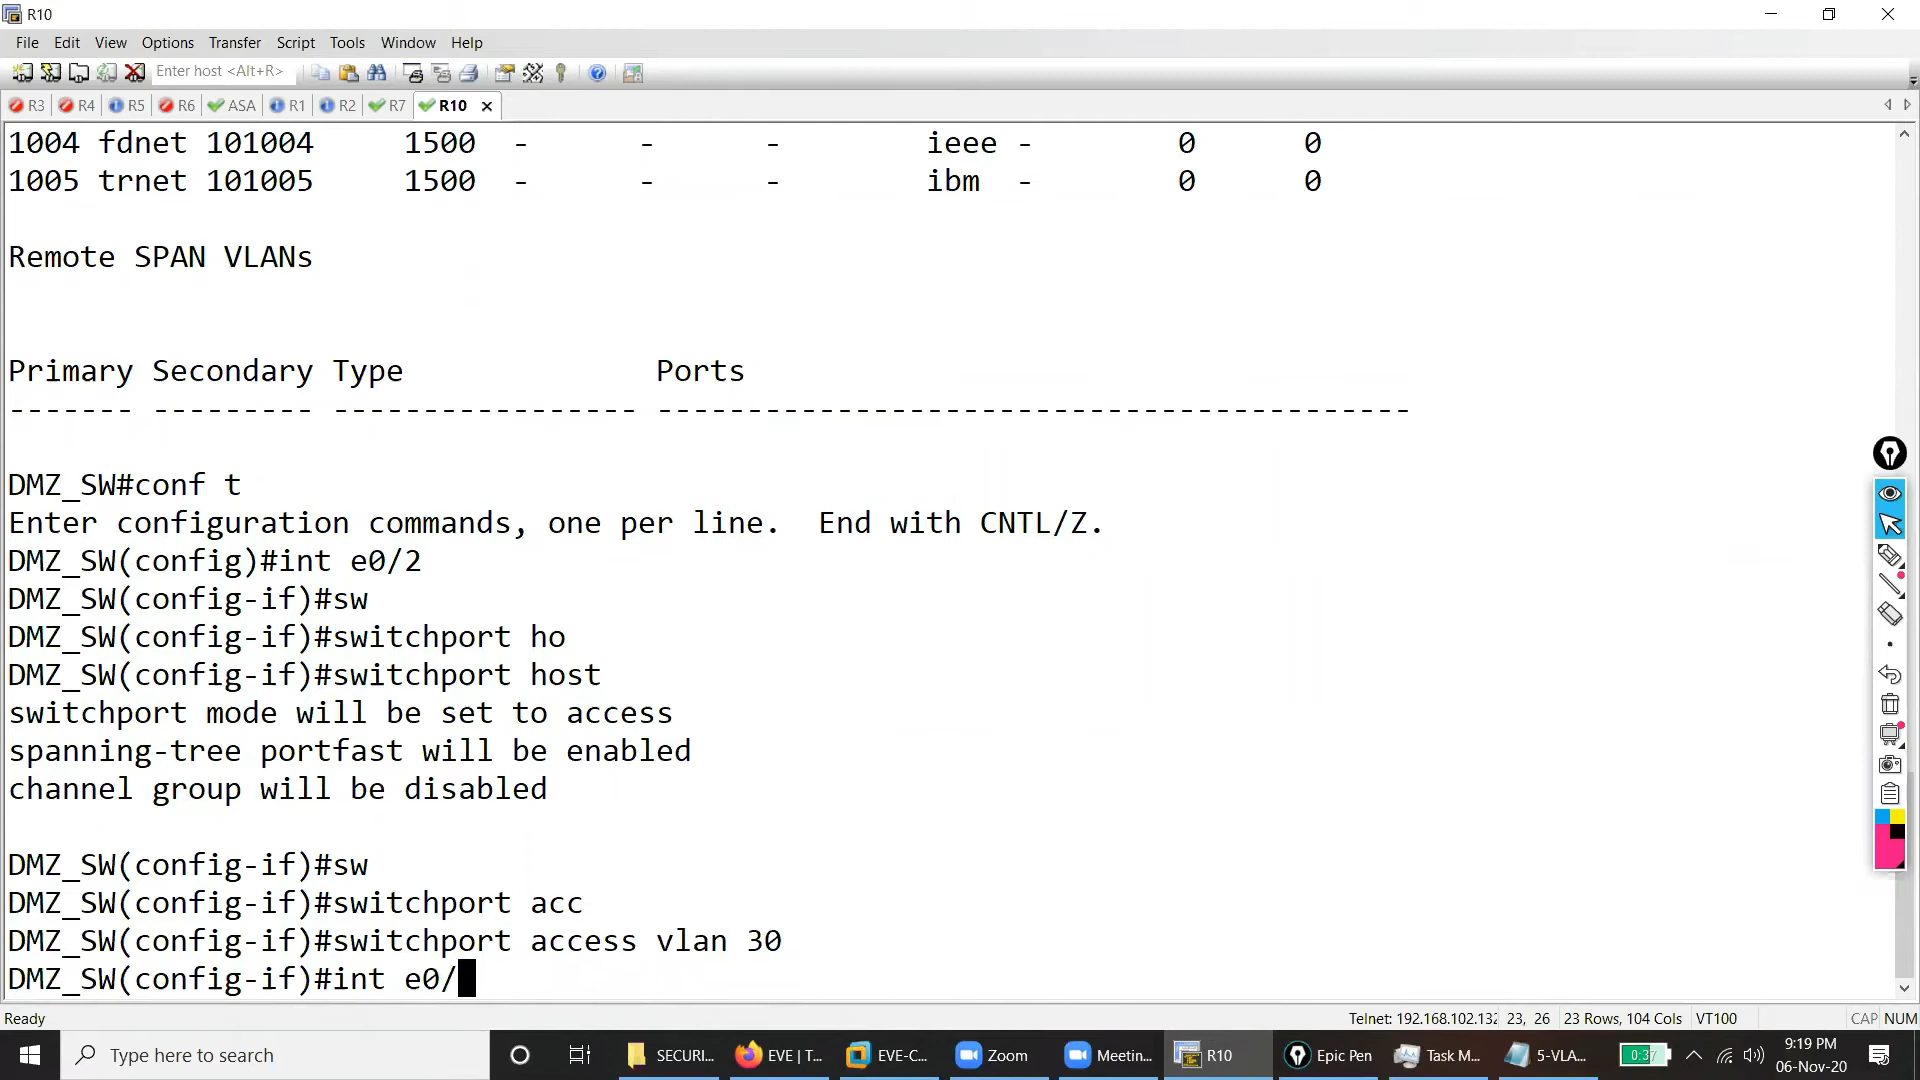 R10
File Edit View Options Transfer Script Tools Window Help
Enter host <Alt+R>
R3 R4 R5 R6 ASA R1 R2 R7 R10
1004 fdnet 101004 1500 - - - ieee - 0 0
1005 trnet 101005 1500 - - - ibm - 0 0
Remote SPAN VLANs
Primary Secondary Type Ports
------- --------- ----------------- ------------------------------------------
DMZ_SW#conf t
Enter configuration commands, one per line. End with CNTL/Z.
DMZ_SW(config)#int e0/2
DMZ_SW(config-if)#sw
DMZ_SW(config-if)#switchport ho
DMZ_SW(config-if)#switchport host
switchport mode will be set to access
spanning-tree portfast will be enabled
channel group will be disabled
DMZ_SW(config-if)#sw
DMZ_SW(config-if)#switchport acc
DMZ_SW(config-if)#switchport access vlan 30
DMZ_SW(config-if)#int e0/
Ready Telnet: 192.168.102.132 23, 26 23 Rows, 104 Cols VT100 CAP NUM
Type here to search SECURI... EVE | T... EVE-C... Zoom Meetin... R10 Epic Pen Task M... 5-VLA... 0:37 9:19 PM
06-Nov-20